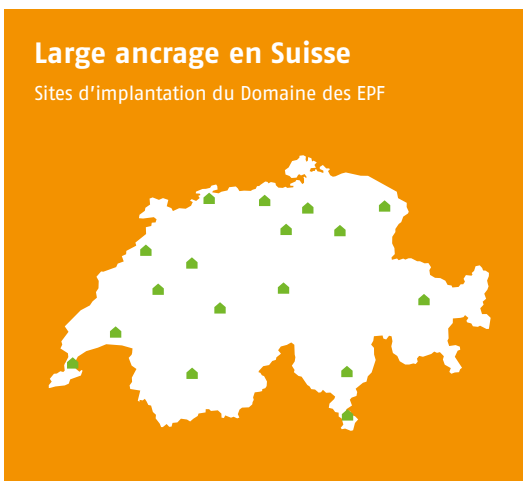 Large ancrage en Suisse
Sites d'implantation du Domaine des EPF